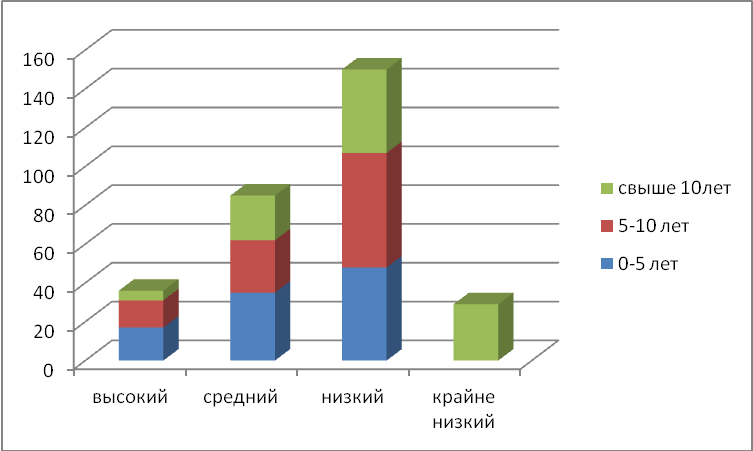 160
140
120
100
80
60
40
20
0
высокий
средний
низкий
крайне
низкий
свыше 10лет
5-10 лет
0-5 лет